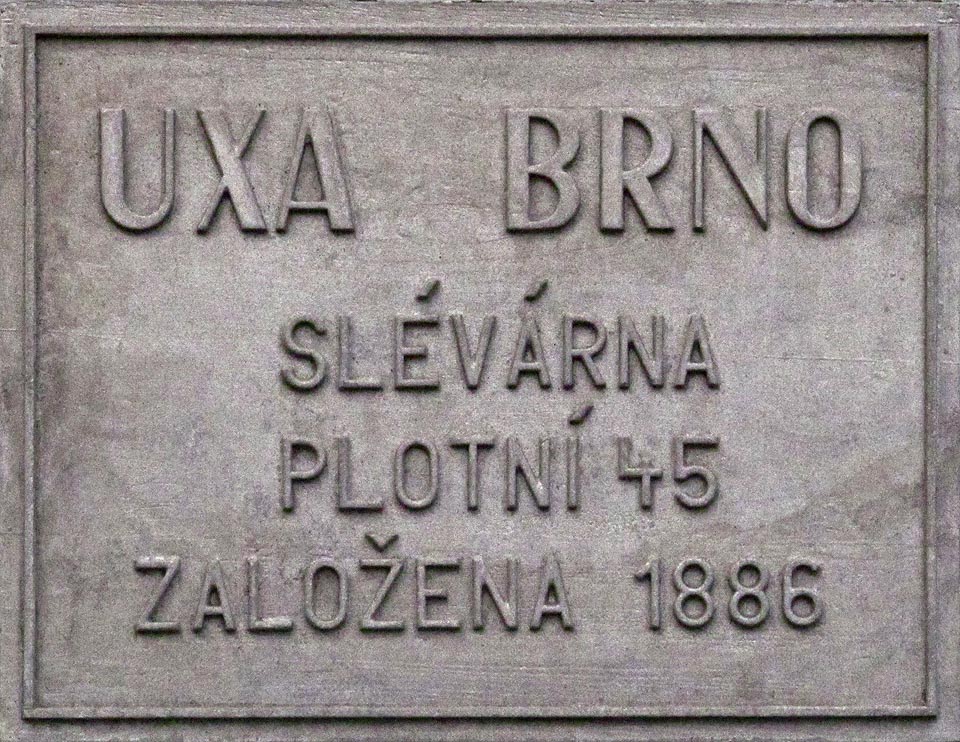 UXA BRNO
SLÉVÁRNA
PLOTNÍ 45
ZALOŽENA 1886